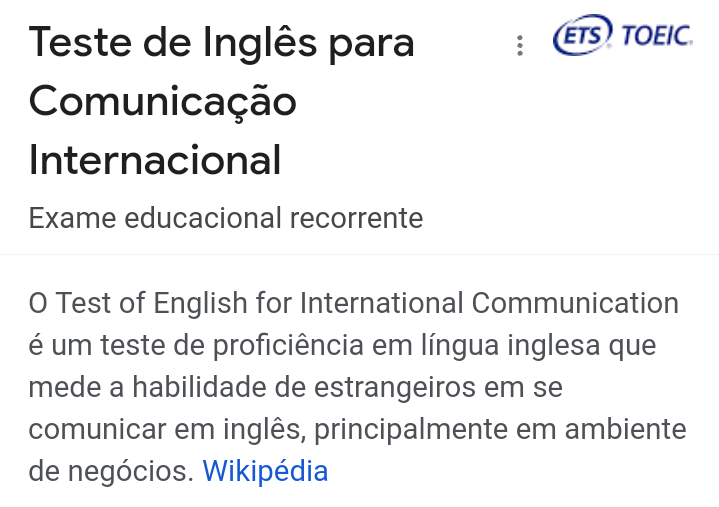 Teste de Inglês para
Comunicação
Internacional
ETS TOEIC.
Exame educacional recorrente
O Test of English for International Communication
é um teste de proficiência em língua inglesa que
mede a habilidade de estrangeiros em se
comunicar em inglês, principalmente em ambiente
de negócios. Wikipédia